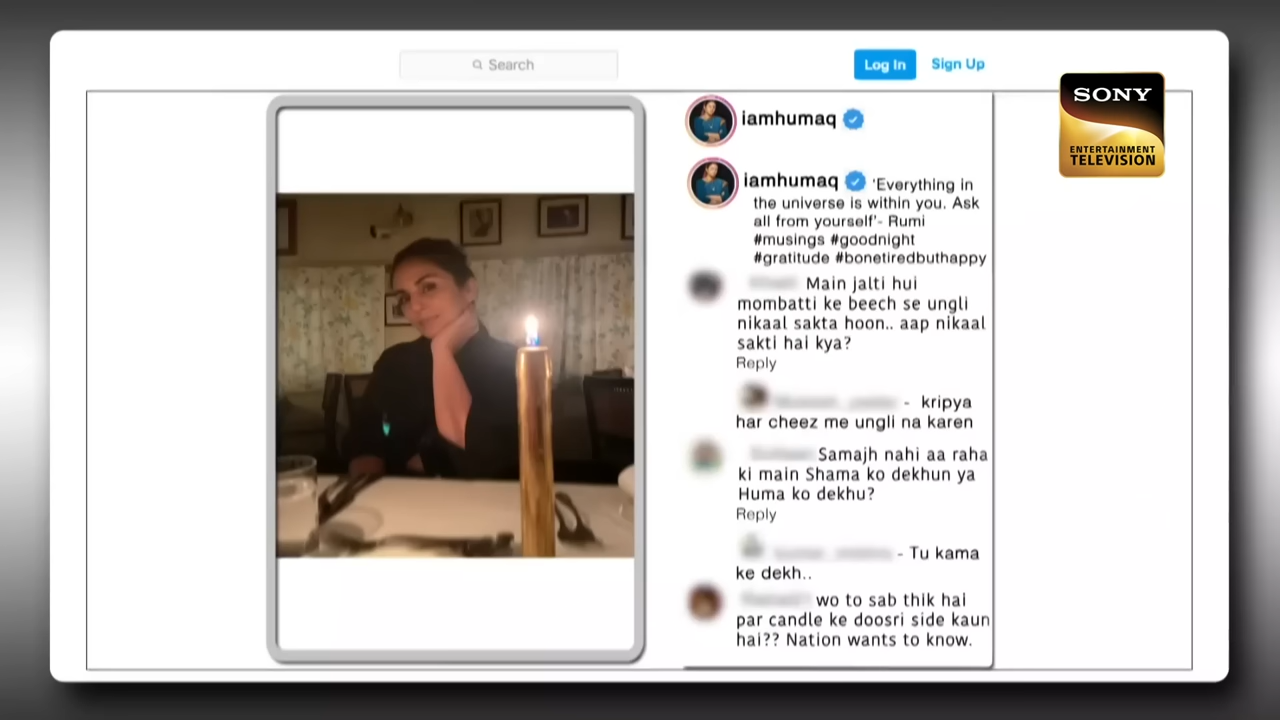 Search
Log In
Sign Up
SONY
ENTERTAINMENT
TELEVISION
iamhumaq
iamhumaq 'Everything in
the universe is within you. Ask
all from yourself'- Rumi
#musings #goodnight
#gratitude #bonetiredbuthappy
Main jalti hui
mombatti ke beech se ungli
nikaal sakta hoon.. aap nikaal
sakti hai kya?
Reply
- kripya
har cheez me ungli na karen
Samajh nahi aa raha
ki main Shama ko dekhun ya
Huma ko dekhu?
Reply
- Tu kama
ke dekh..
wo to sab thik hai
par candle ke doosri side kaun
hai?? Nation wants to know.